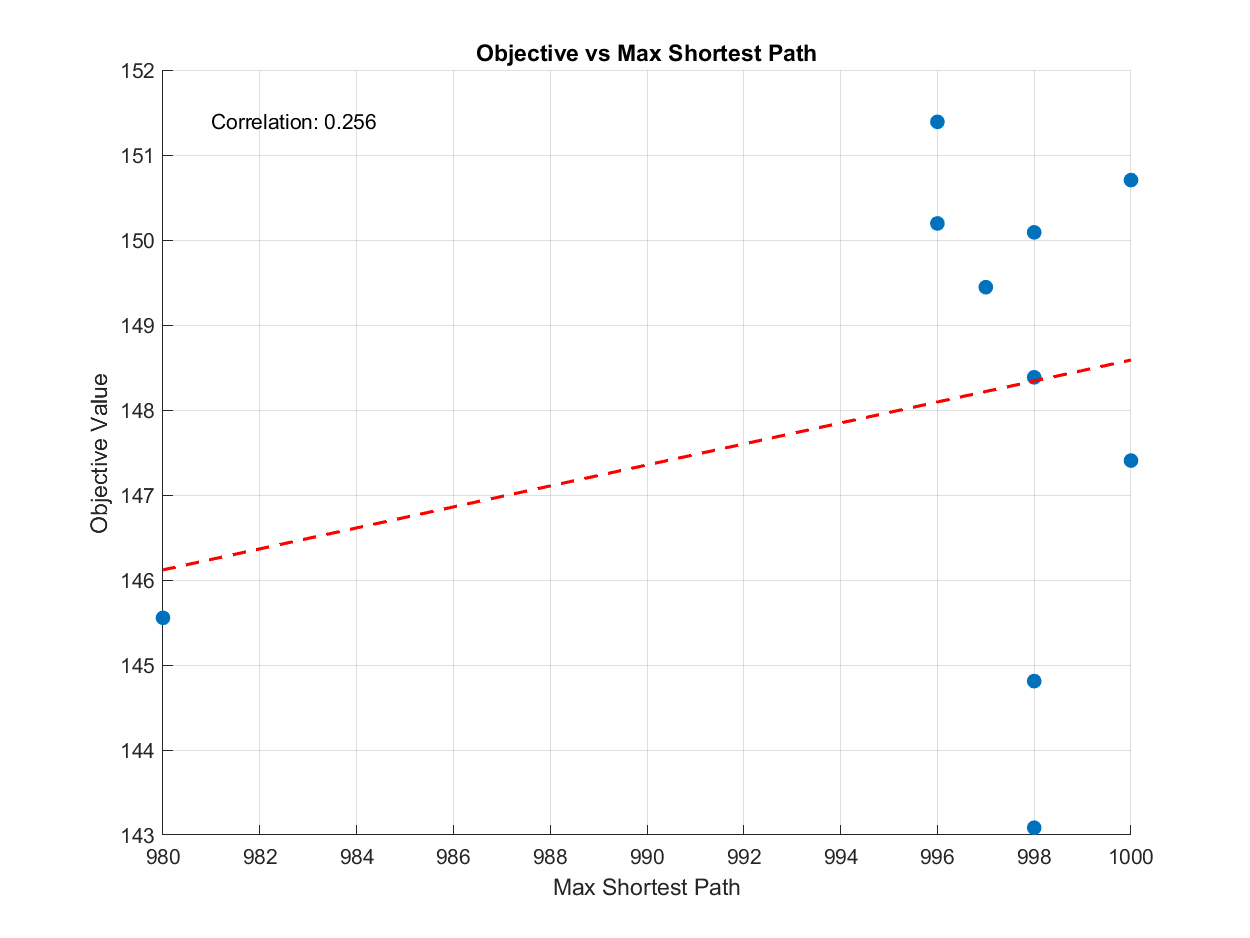 Objective vs Max Shortest Path
Correlation: 0.256
152
151
150
149
148
147
146
145
144
143
Objective Value
980 982 984 986 988 990 992 994 996 998 1000
Max Shortest Path